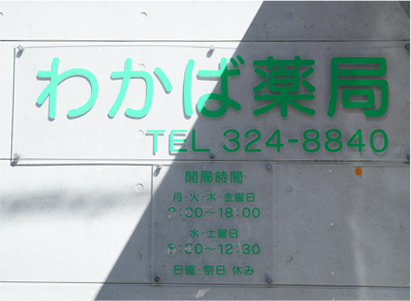 わかば薬局
TEL 324-8840
開局時間
月・火・木・金曜日
9:00～18:00
水・土曜日
9:00～12:30
日曜・祭日 休み